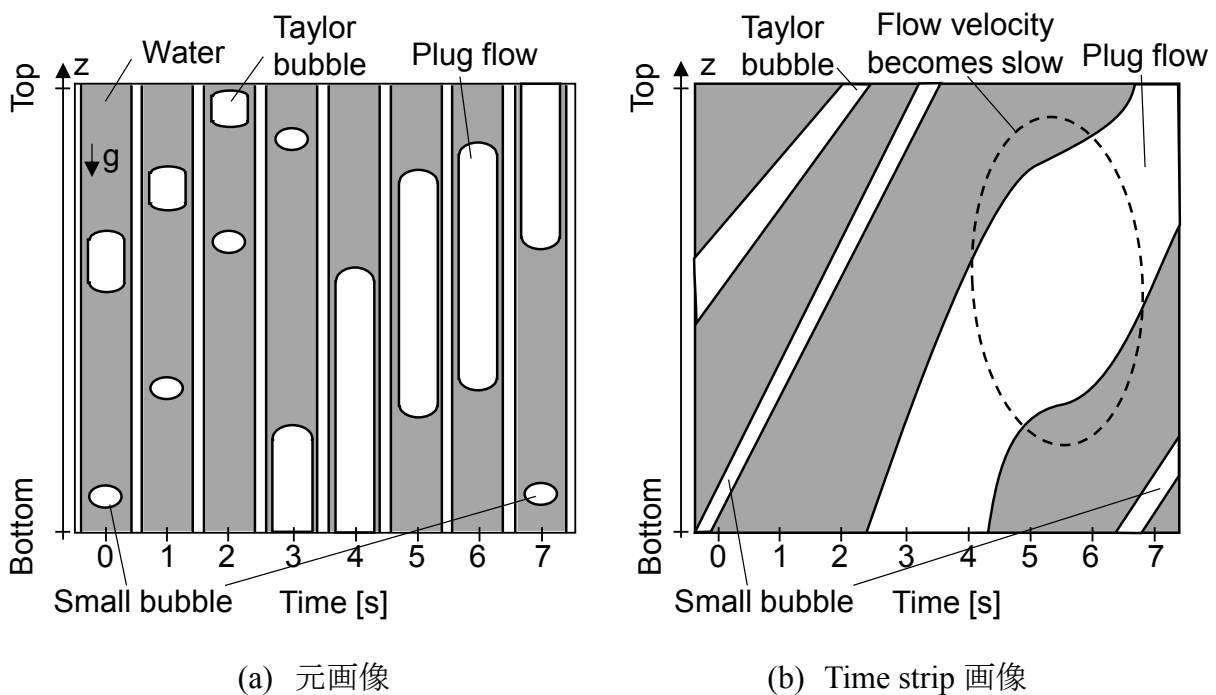 Water
Taylor
bubble
Plug flow
z
Top
g
Bottom
0 1 2 3 4 5 6 7
Small bubble
Time [s]
(a) 元画像
Taylor
bubble
Flow velocity
becomes slow
Plug flow
z
Top
Bottom
0 1 2 3 4 5 6 7
Small bubble
Time [s]
(b) Time strip 画像